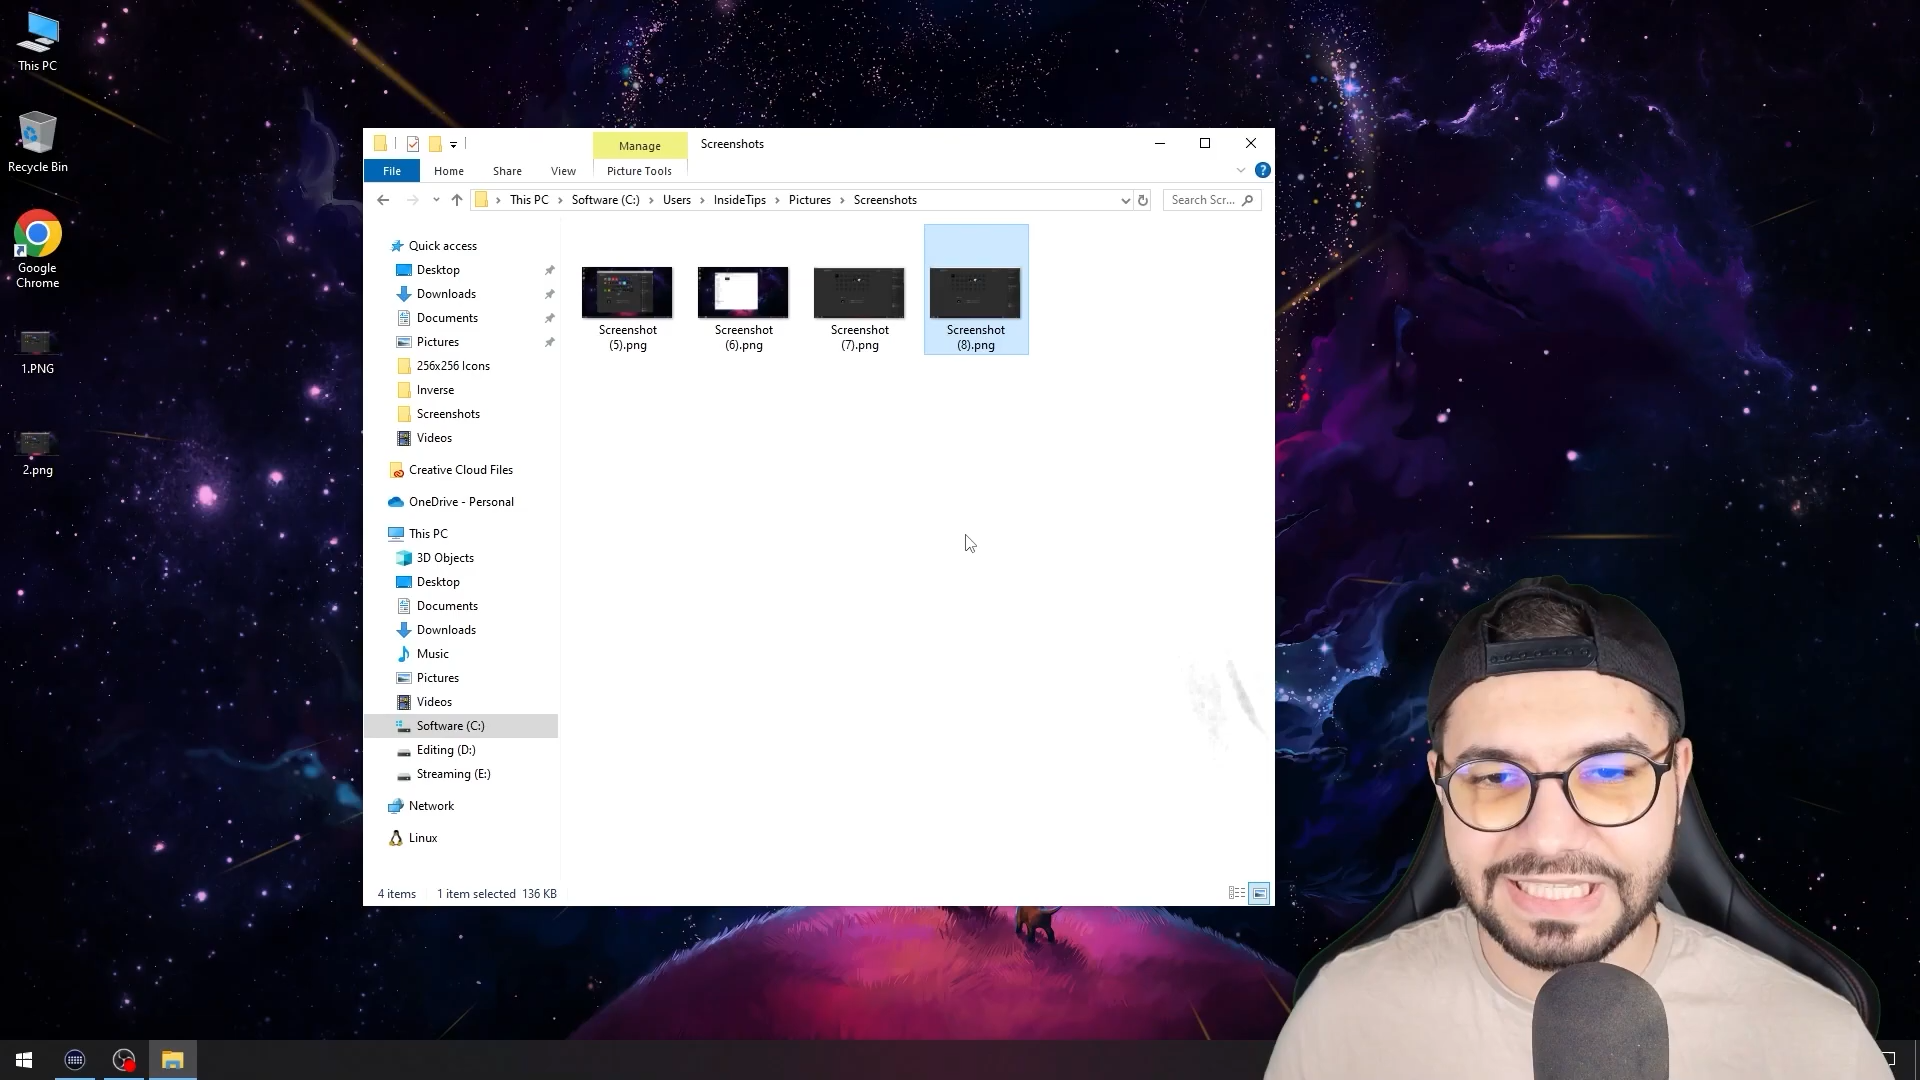 This PC
Recycle Bin
Google
Chrome
1.PNG
2.png
Manage
Screenshots
File
Home
Share
View
Picture Tools
This PC
Software (C:)
Users
InsideTips
Pictures
Screenshots
Search Scr...
Quick access
Desktop
Downloads
Documents
Pictures
256x256 Icons
Inverse
Screenshots
Videos
Creative Cloud Files
OneDrive - Personal
This PC
3D Objects
Desktop
Documents
Downloads
Music
Pictures
Videos
Software (C:)
Editing (D:)
Streaming (E:)
Network
Linux
Screenshot
(5).png
Screenshot
(6).png
Screenshot
(7).png
Screenshot
(8).png
4 items
1 item selected 136 KB